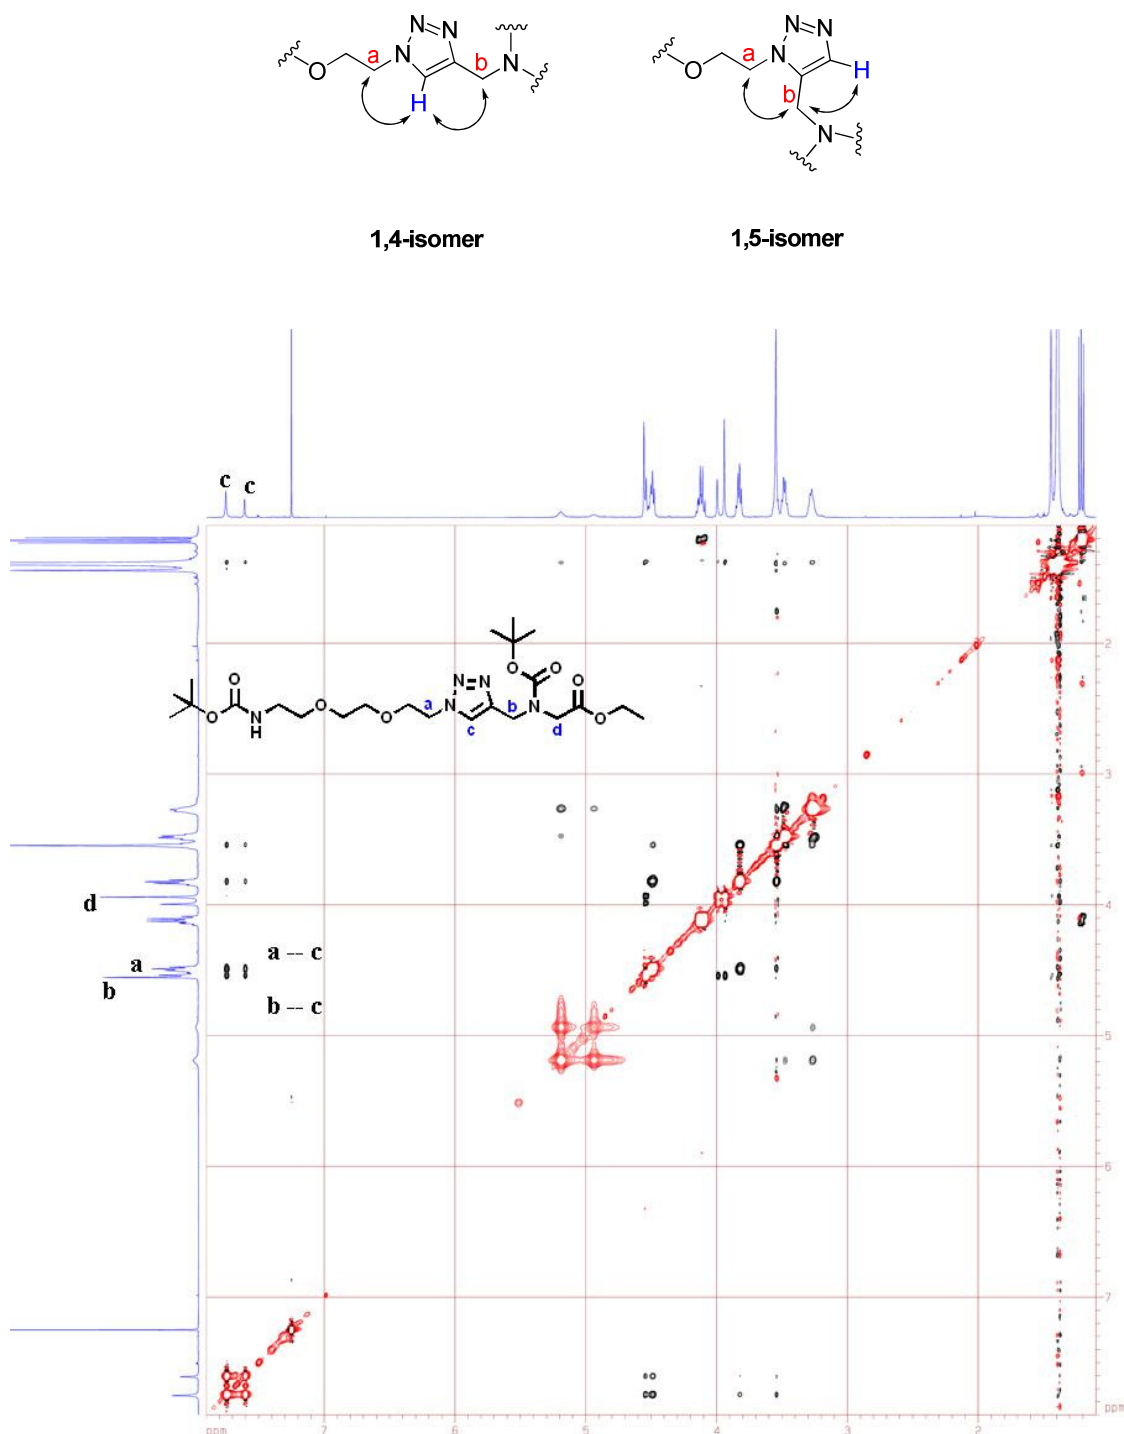 N=N
a N b N
O
H
N=N
a N
O H
b
N
1,4-isomer 1,5-isomer
c c
O O
O N=N N O
a N b O
O N O O c d
H
2
3
d 4
a a -- c
b b -- c
5
6
7
ppm 7 6 5 4 3 2 ppm